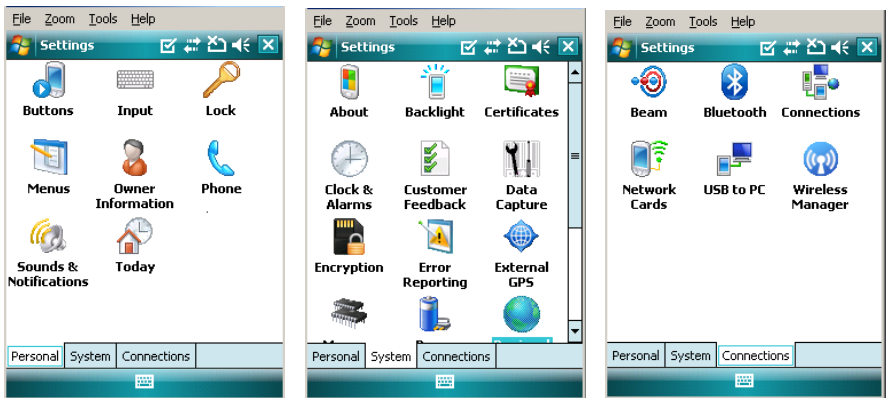 File Zoom Tools Help
Settings
Buttons Input Lock
Menus Owner Information Phone
Sounds & Notifications Today
Personal System Connections
File Zoom Tools Help
Settings
About Backlight Certificates
Clock & Alarms Customer Feedback Data Capture
Encryption Error Reporting External GPS
Personal System Connections
File Zoom Tools Help
Settings
Beam Bluetooth Connections
Network Cards USB to PC Wireless Manager
Personal System Connections